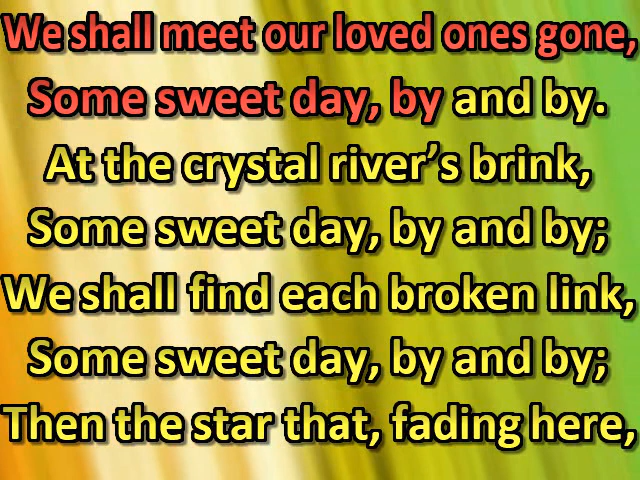 We shall meet our loved ones gone,
Some sweet day, by and by.
At the crystal river’s brink,
Some sweet day, by and by;
We shall find each broken link,
Some sweet day, by and by;
Then the star that, fading here,